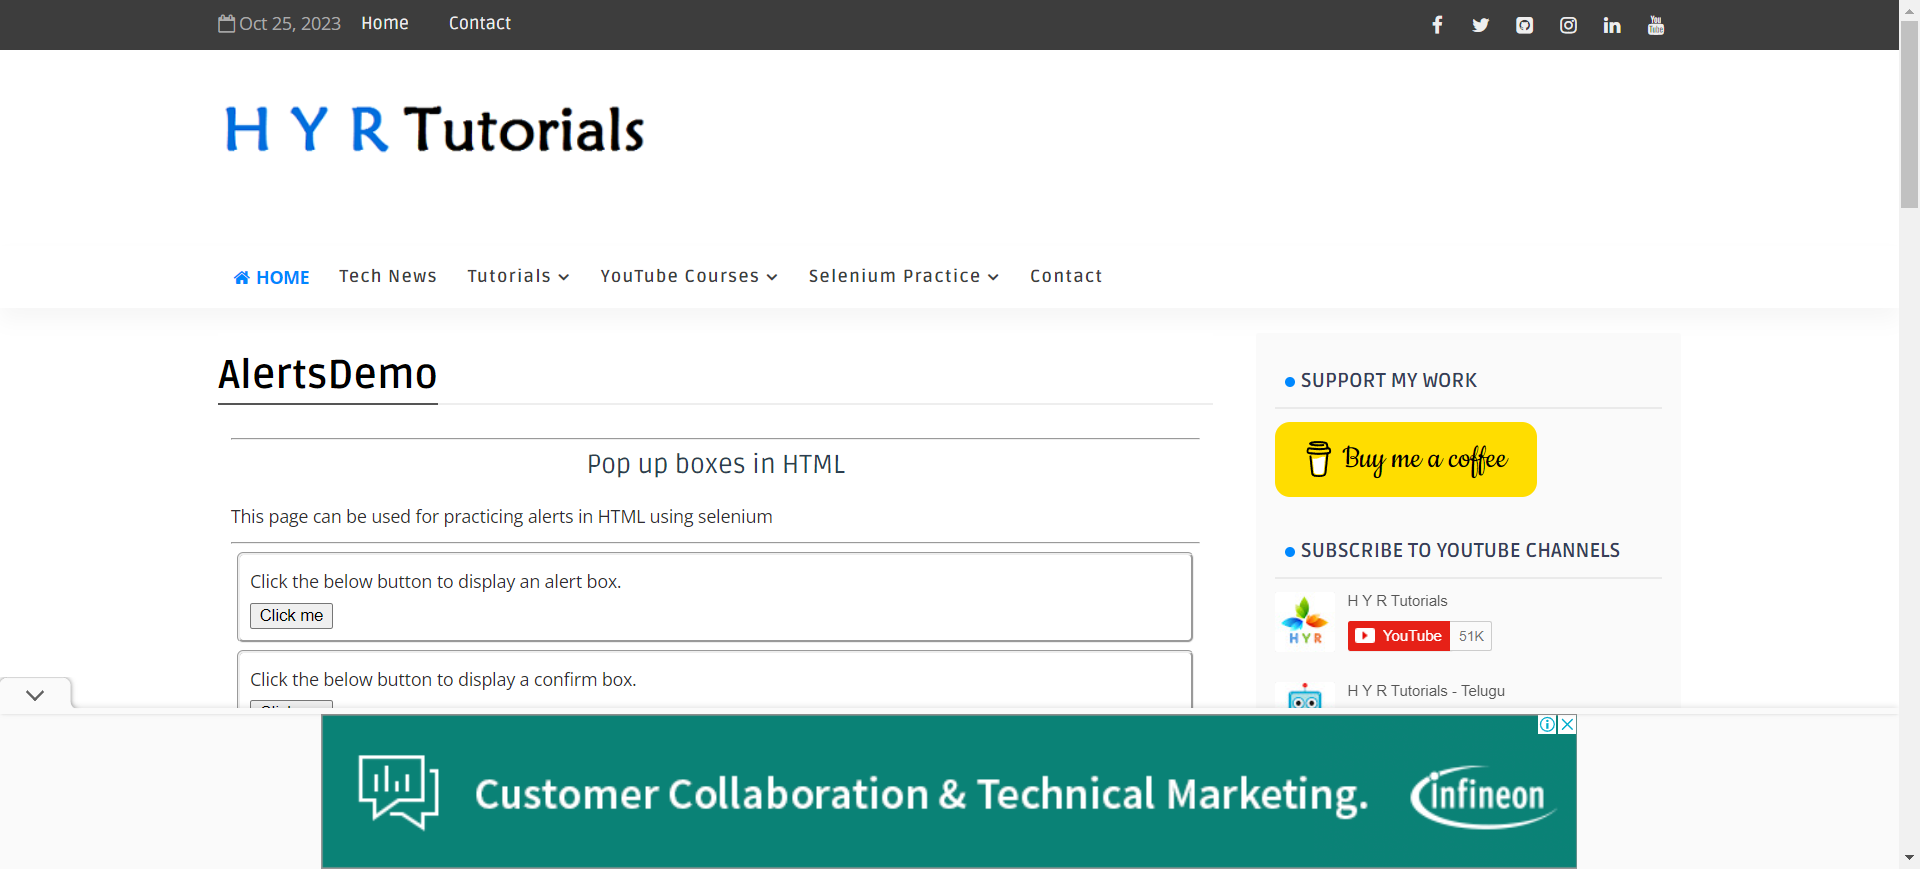 Oct 25, 2023 Home Contact
You
Tube
H Y R Tutorials
HOME Tech News Tutorials YouTube Courses Selenium Practice Contact
AlertsDemo
Pop up boxes in HTML
This page can be used for practicing alerts in HTML using selenium
Click the below button to display an alert box.
Click me
Click the below button to display a confirm box.
SUPPORT MY WORK
Buy me a coffee
SUBSCRIBE TO YOUTUBE CHANNELS
HYR
H Y R Tutorials
YouTube 51K
H Y R Tutorials - Telugu
Customer Collaboration & Technical Marketing.
infineon